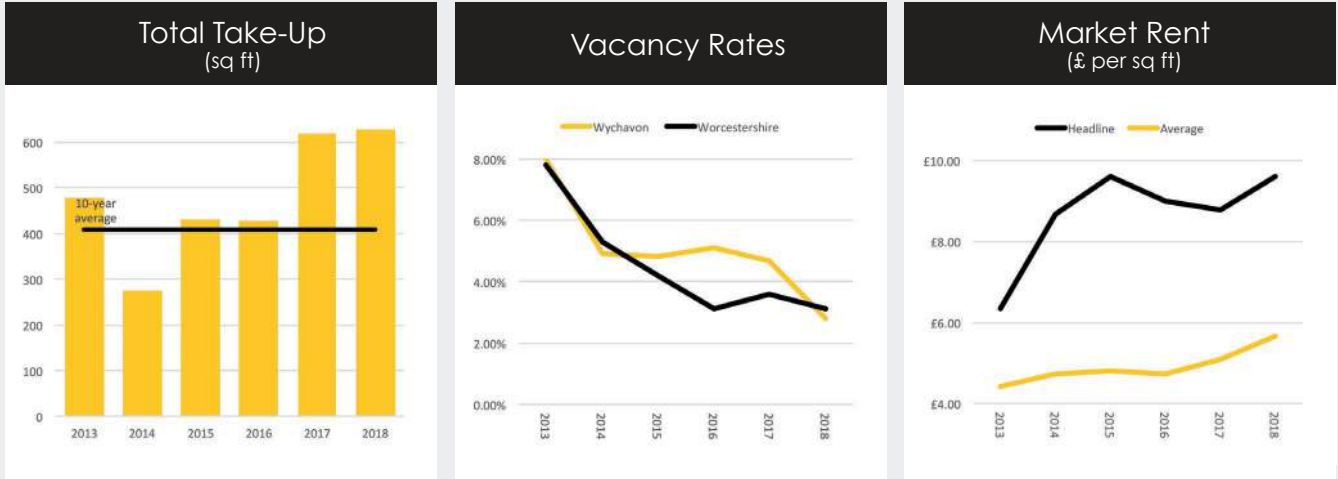 Total Take-Up
(sq ft)
600
500
10-year
average
400
300
200
100
0
2013 2014 2015 2016 2017 2018
Vacancy Rates
Wychavon Worcestershire
8.00%
6.00%
4.00%
2.00%
0.00%
2013 2014 2015 2016 2017 2018
Market Rent
(£ per sq ft)
Headline Average
£10.00
£8.00
£6.00
£4.00
2013 2014 2015 2016 2017 2018